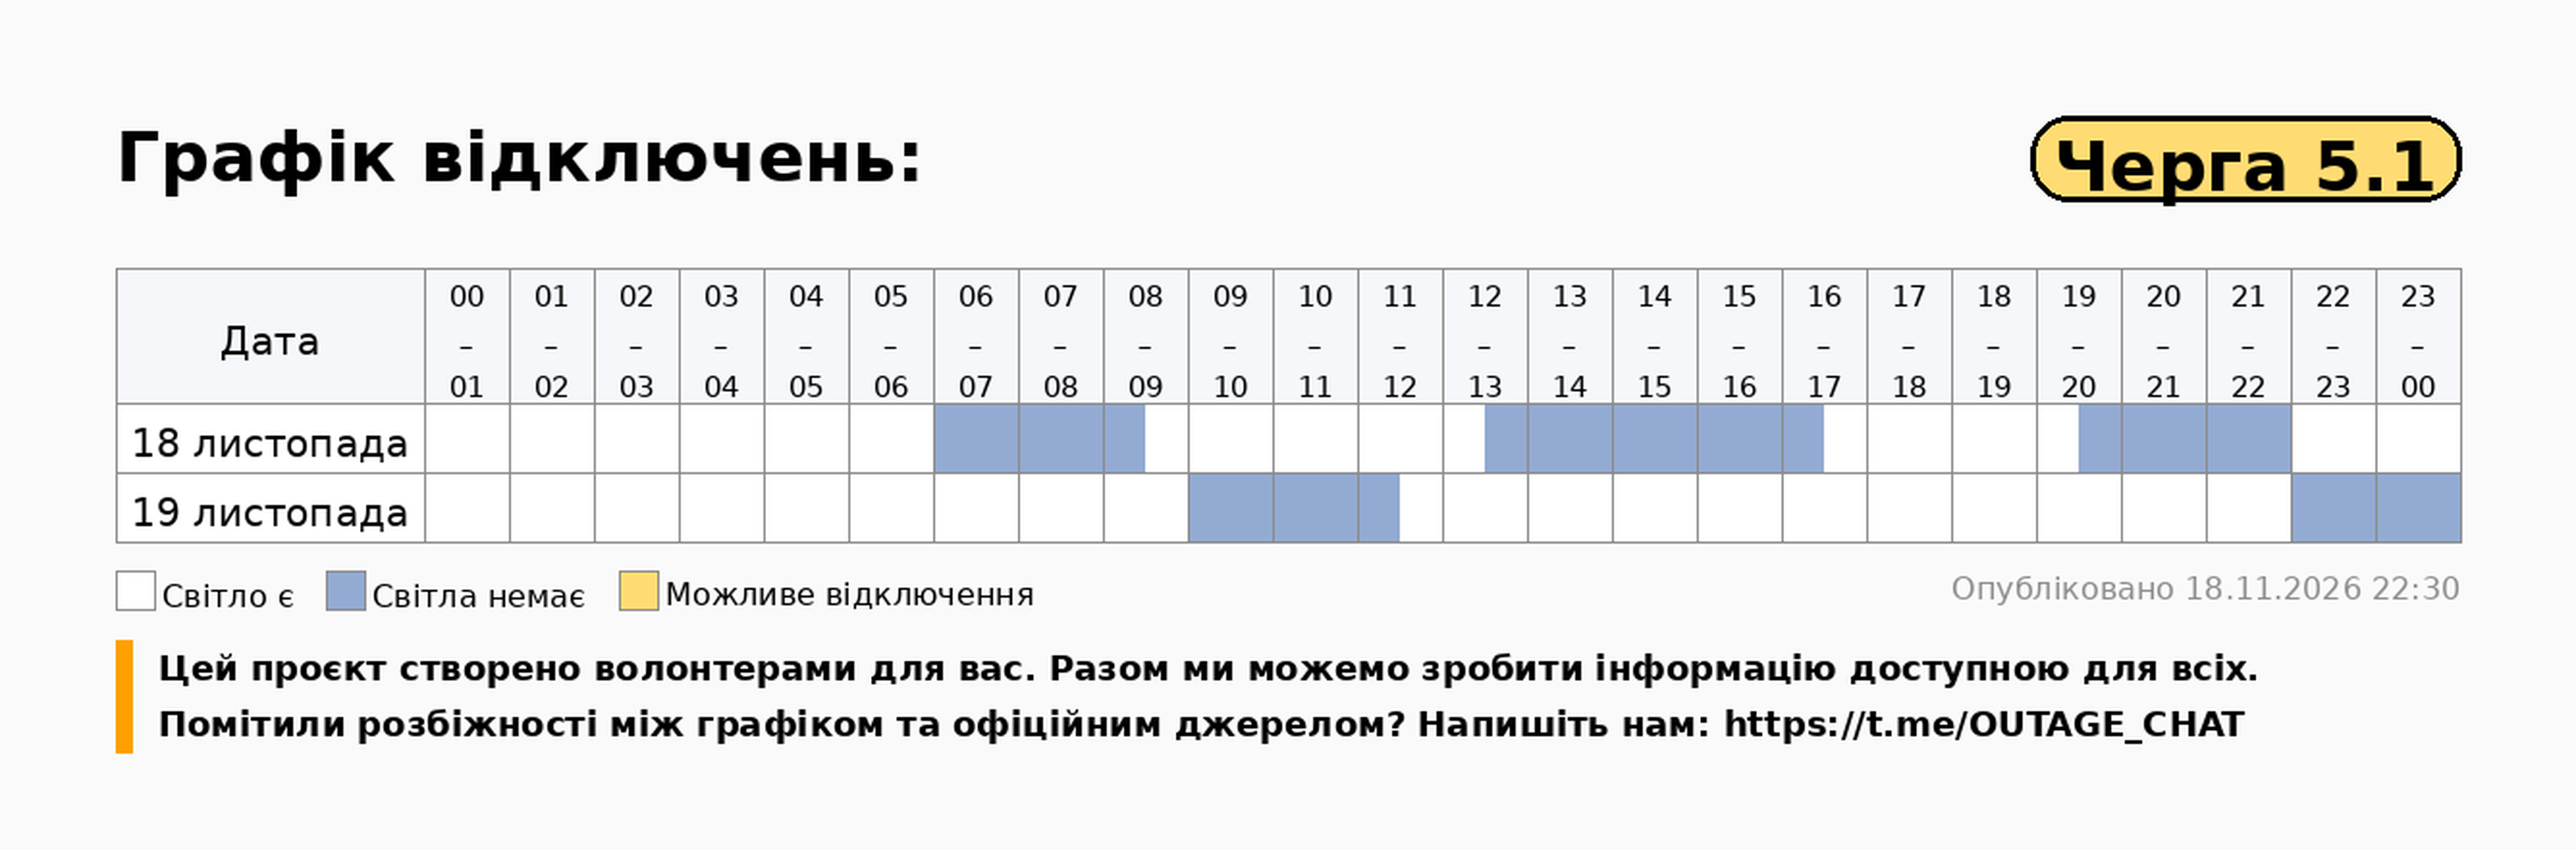 Графік відключень:
Черга 5.1
Дата
00 – 01
01 – 02
02 – 03
03 – 04
04 – 05
05 – 06
06 – 07
07 – 08
08 – 09
09 – 10
10 – 11
11 – 12
12 – 13
13 – 14
14 – 15
15 – 16
16 – 17
17 – 18
18 – 19
19 – 20
20 – 21
21 – 22
22 – 23
23 – 00
18 листопада
19 листопада
Світло є
Світла немає
Можливе відключення
Опубліковано 18.11.2026 22:30
Цей проєкт створено волонтерами для вас. Разом ми можемо зробити інформацію доступною для всіх.
Помітили розбіжності між графіком та офіційним джерелом? Напишіть нам: https://t.me/OUTAGE_CHAT